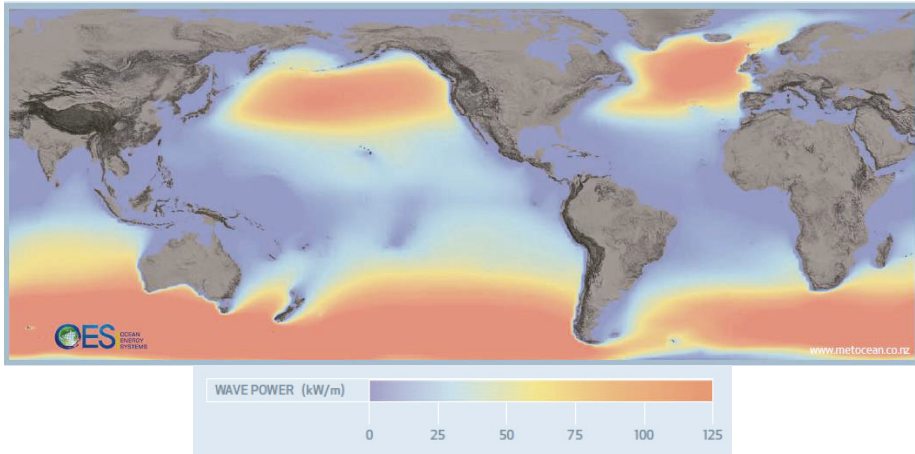 OES OCEAN
ENERGY
SYSTEMS
www.metocean.co.nz
WAVE POWER (kW/m)
0 25 50 75 100 125